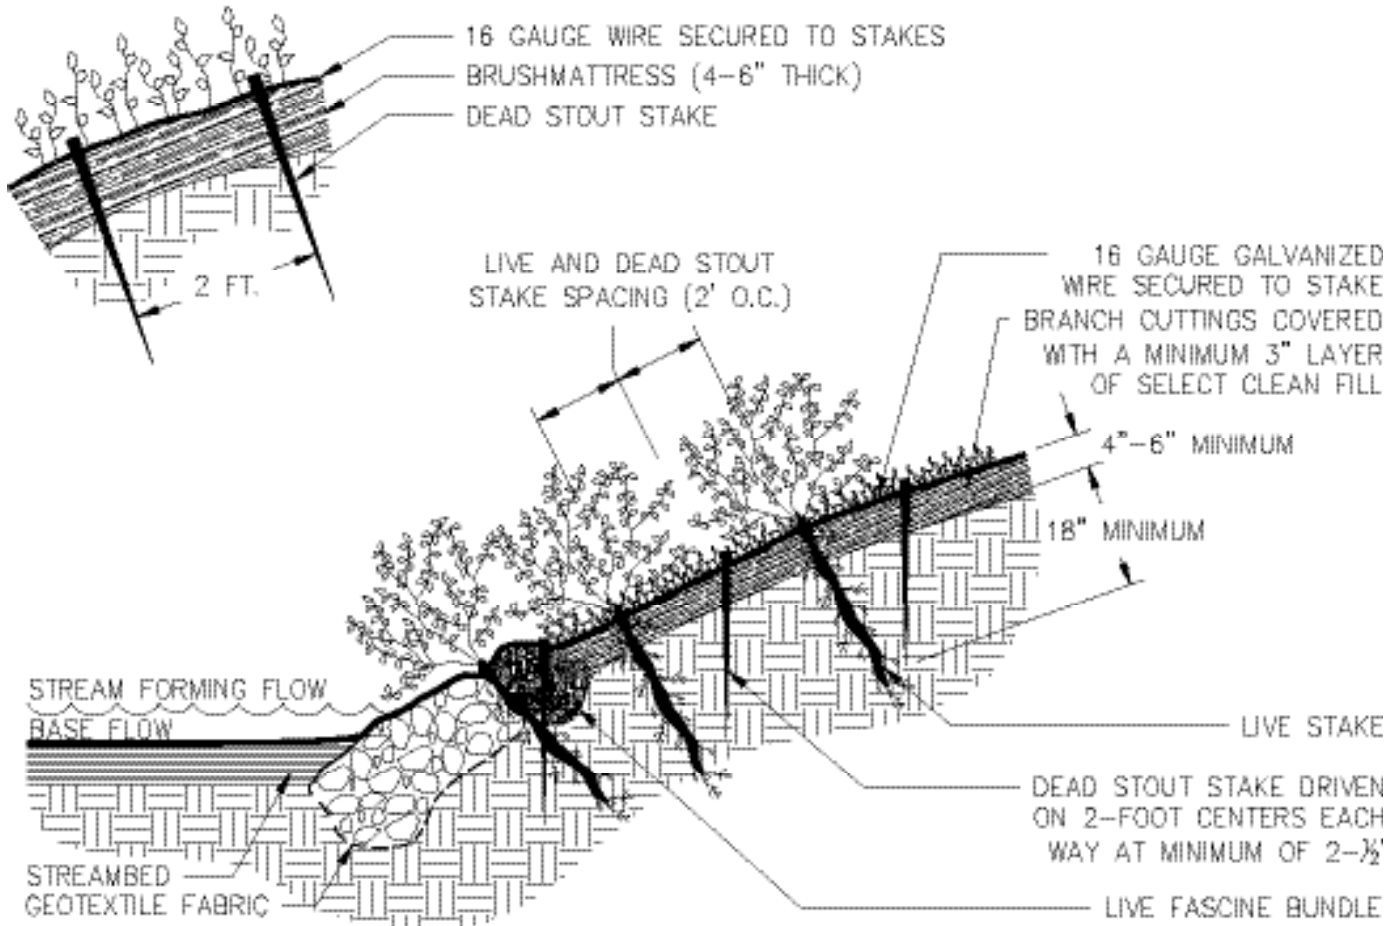 16 GAUGE WIRE SECURED TO STAKES
BRUSHMATTRESS (4-6" THICK)
DEAD STOUT STAKE
2 FT.
LIVE AND DEAD STOUT
STAKE SPACING (2' O.C.)
16 GAUGE GALVANIZED
WIRE SECURED TO STAKE
BRANCH CUTTINGS COVERED
WITH A MINIMUM 3" LAYER
OF SELECT CLEAN FILL
4"-6" MINIMUM
18" MINIMUM
STREAM FORMING FLOW
BASE FLOW
LIVE STAKE
DEAD STOUT STAKE DRIVEN
ON 2-FOOT CENTERS EACH
WAY AT MINIMUM OF 2-½'
STREAMBED
GEOTEXTILE FABRIC
LIVE FASCINE BUNDLE